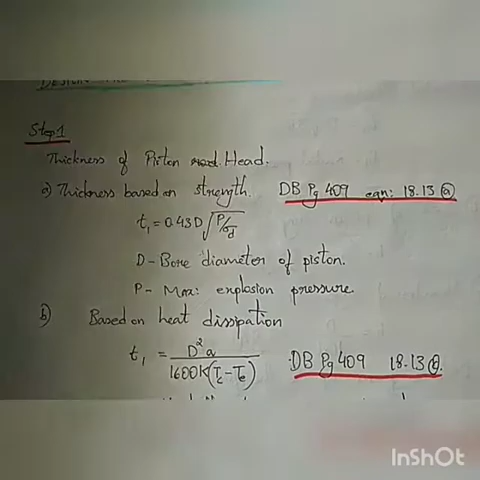 Step 1
Thickness of Piston Head.
a) Thickness based on strength. DB Pg 409 eqn: 18.13 (a)
t₁ = 0.43D √(P/σd)
D - Bore diameter of piston.
P - Max: explosion pressure.
b) Based on heat dissipation
t₁ = D²q / 1600K(Tc - Te) DB Pg 409 18.13
InShOt